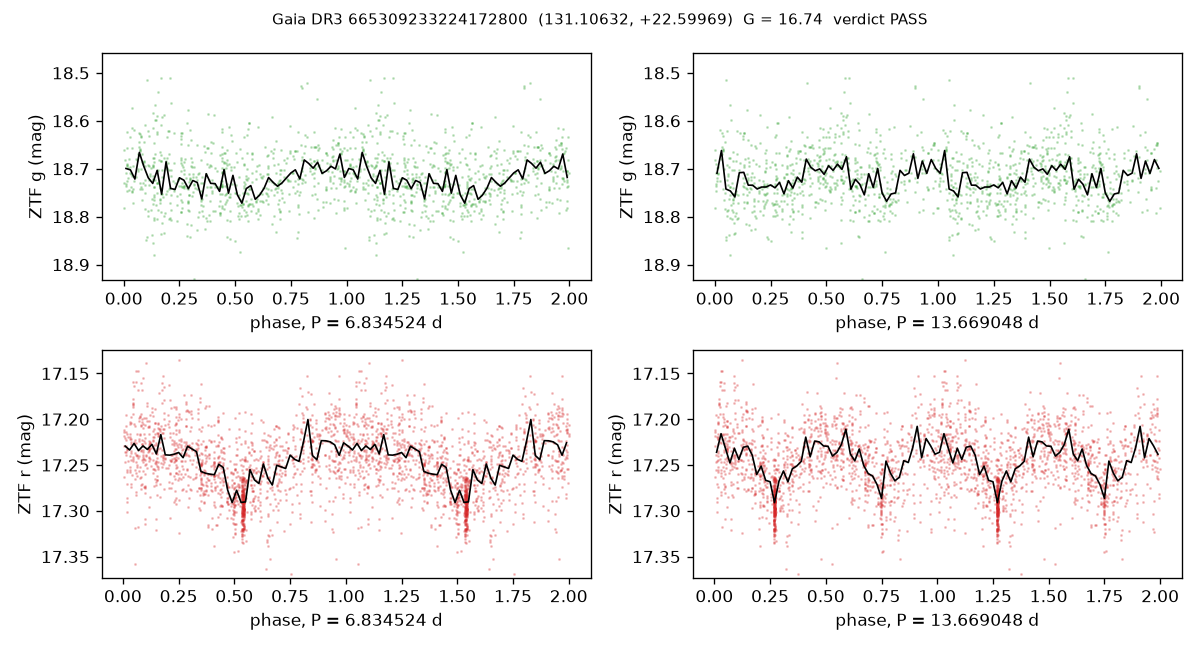 Gaia DR3 665309233224172800 (131.10632, +22.59969) G = 16.74 verdict PASS
ZTF g (mag)
18.5
18.6
18.7
18.8
18.9
0.00 0.25 0.50 0.75 1.00 1.25 1.50 1.75 2.00
phase, P = 6.834524 d
ZTF g (mag)
18.5
18.6
18.7
18.8
18.9
0.00 0.25 0.50 0.75 1.00 1.25 1.50 1.75 2.00
phase, P = 13.669048 d
ZTF r (mag)
17.15
17.20
17.25
17.30
17.35
0.00 0.25 0.50 0.75 1.00 1.25 1.50 1.75 2.00
phase, P = 6.834524 d
ZTF r (mag)
17.15
17.20
17.25
17.30
17.35
0.00 0.25 0.50 0.75 1.00 1.25 1.50 1.75 2.00
phase, P = 13.669048 d